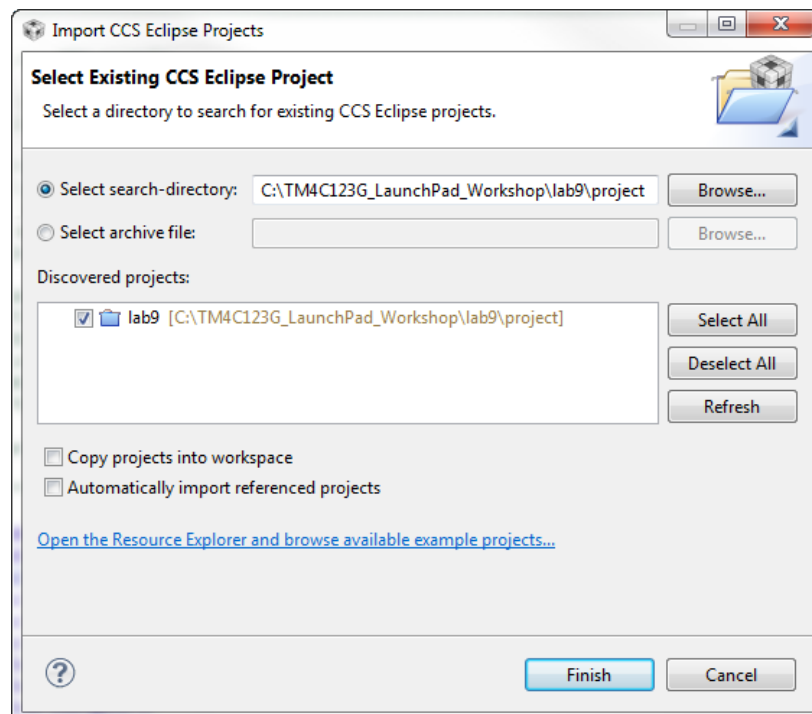 Import CCS Eclipse Projects
Select Existing CCS Eclipse Project
Select a directory to search for existing CCS Eclipse projects.
Select search-directory: C:\TM4C123G_LaunchPad_Workshop\lab9\project Browse...
Select archive file: Browse...
Discovered projects:
lab9 [C:\TM4C123G_LaunchPad_Workshop\lab9\project] Select All
Deselect All
Refresh
Copy projects into workspace
Automatically import referenced projects
Open the Resource Explorer and browse available example projects...
? Finish Cancel